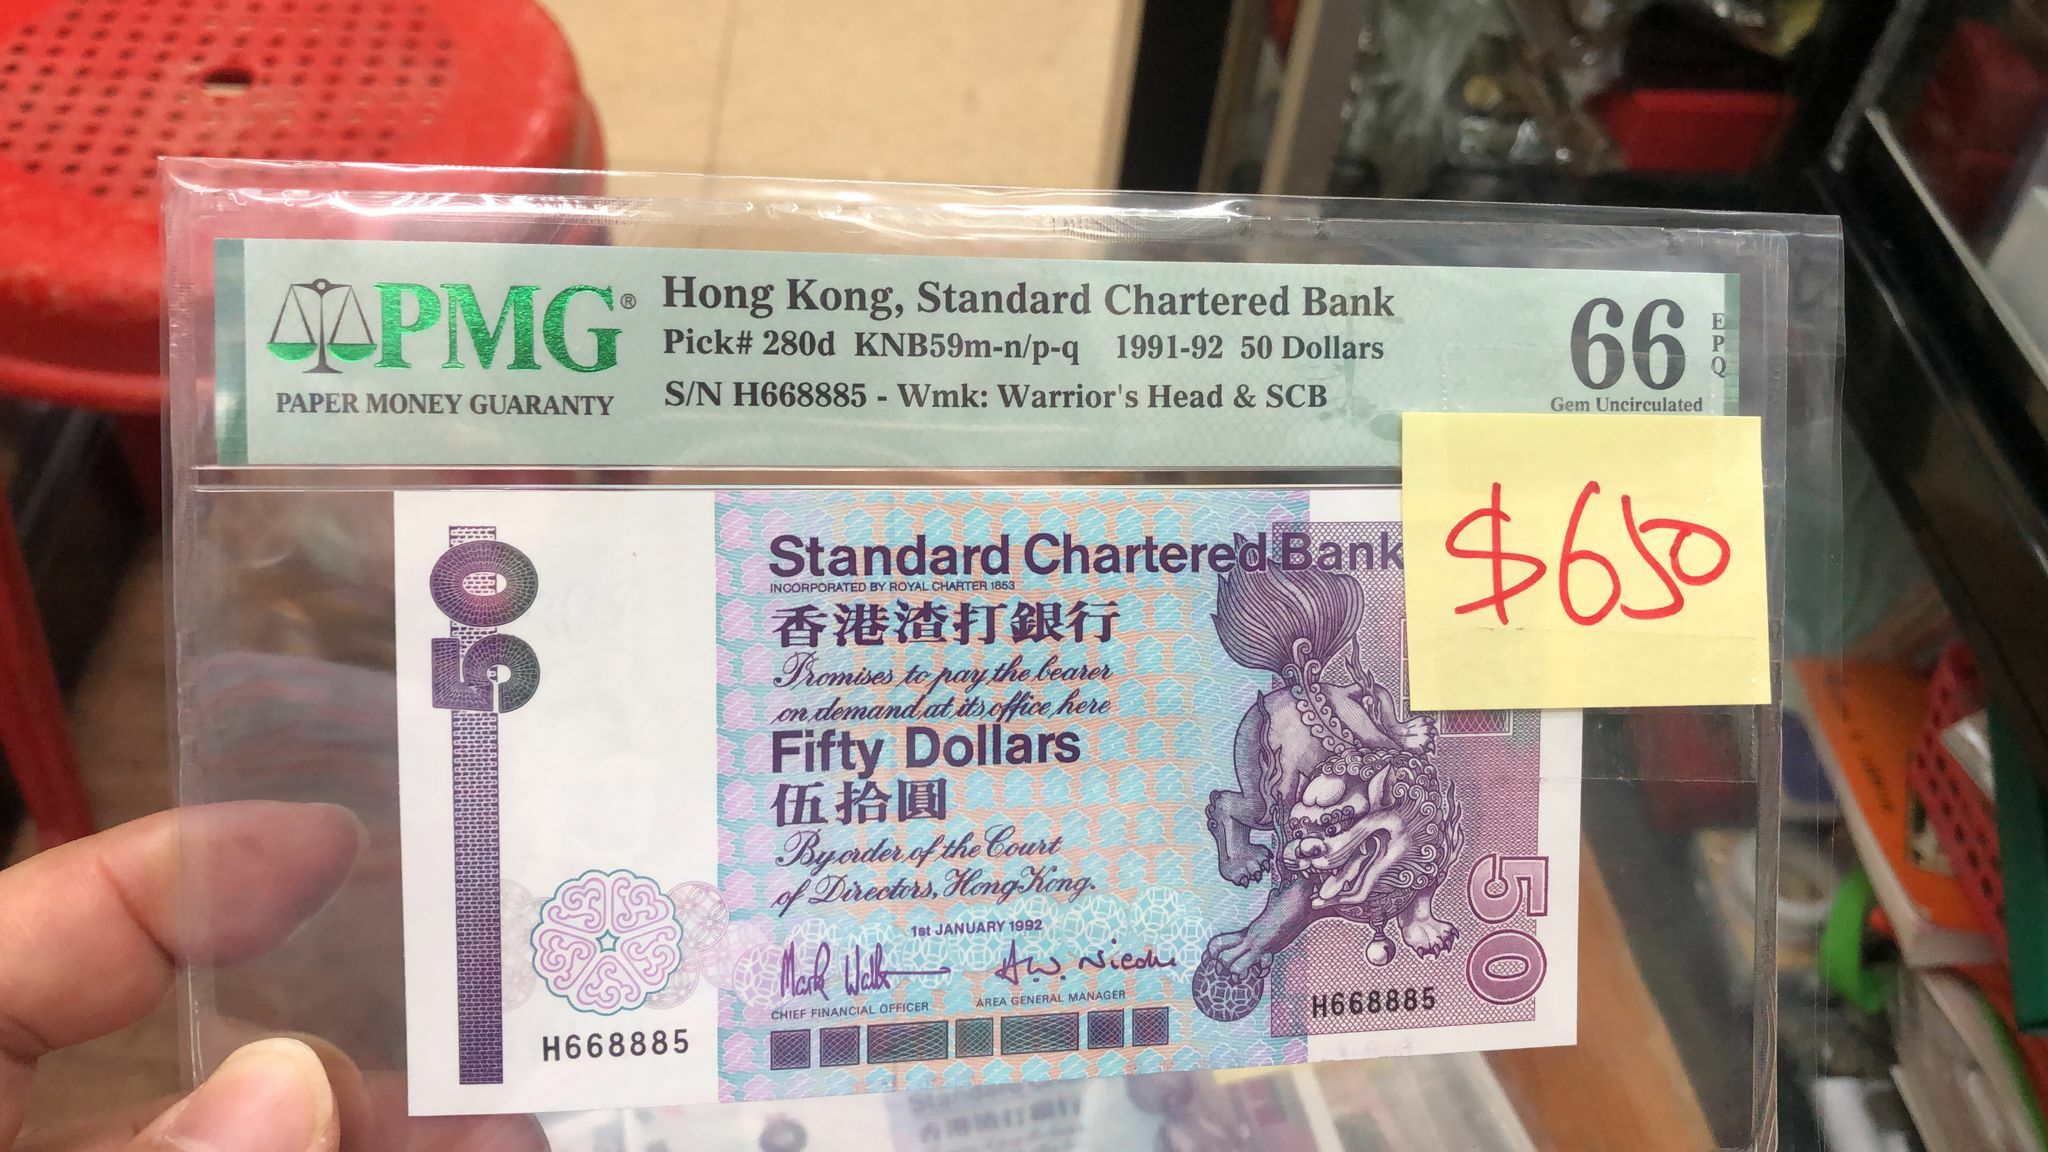 PMG®
PAPER MONEY GUARANTY
Hong Kong, Standard Chartered Bank
Pick# 280d KNB59m-n/p-q 1991-92 50 Dollars
S/N H668885 - Wmk: Warrior's Head & SCB
66
EPQ
Gem Uncirculated
$650
50
Standard Chartered Bank
INCORPORATED BY ROYAL CHARTER 1853
香港渣打銀行
Promises to pay the bearer
on demand at its office here
Fifty Dollars
伍拾圓
By order of the Court
of Directors, Hong Kong.
1st JANUARY 1992
CHIEF FINANCIAL OFFICER
AREA GENERAL MANAGER
H668885
H668885
50